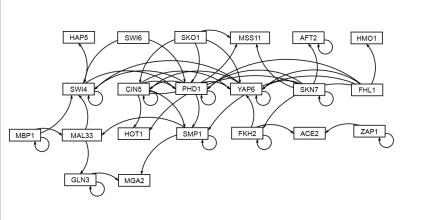 HAP5 SWI6 SKO1 MSS11 AFT2 HMO1
SWI4 CIN5 PHD1 YAP6 SKN7 FHL1
MBP1 MAL33 HOT1 SMP1 FKH2 ACE2 ZAP1
GLN3 MGA2